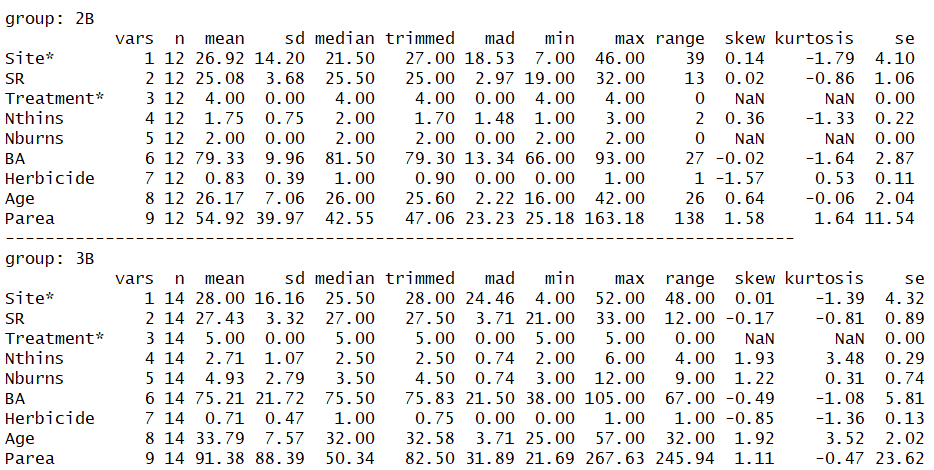 group: 2B
vars n mean sd median trimmed mad min max range skew kurtosis se
Site* 1 12 26.92 14.20 21.50 27.00 18.53 7.00 46.00 39 0.14 -1.79 4.10
SR 2 12 25.08 3.68 25.50 25.00 2.97 19.00 32.00 13 0.02 -0.86 1.06
Treatment* 3 12 4.00 0.00 4.00 4.00 0.00 4.00 4.00 0 NaN NaN 0.00
Nthins 4 12 1.75 0.75 2.00 1.70 1.48 1.00 3.00 2 0.36 -1.33 0.22
Nburns 5 12 2.00 0.00 2.00 2.00 0.00 2.00 2.00 0 NaN NaN 0.00
BA 6 12 79.33 9.96 81.50 79.30 13.34 66.00 93.00 27 -0.02 -1.64 2.87
Herbicide 7 12 0.83 0.39 1.00 0.90 0.00 0.00 1.00 1 -1.57 0.53 0.11
Age 8 12 26.17 7.06 26.00 25.60 2.22 16.00 42.00 26 0.64 -0.06 2.04
Parea 9 12 54.92 39.97 42.55 47.06 23.23 25.18 163.18 138 1.58 1.64 11.54
------------------------------------------------------------------------
group: 3B
vars n mean sd median trimmed mad min max range skew kurtosis se
Site* 1 14 28.00 16.16 25.50 28.00 24.46 4.00 52.00 48.00 0.01 -1.39 4.32
SR 2 14 27.43 3.32 27.00 27.50 3.71 21.00 33.00 12.00 -0.17 -0.81 0.89
Treatment* 3 14 5.00 0.00 5.00 5.00 0.00 5.00 5.00 0.00 NaN NaN 0.00
Nthins 4 14 2.71 1.07 2.50 2.50 0.74 2.00 6.00 4.00 1.93 3.48 0.29
Nburns 5 14 4.93 2.79 3.50 4.50 0.74 3.00 12.00 9.00 1.22 0.31 0.74
BA 6 14 75.21 21.72 75.50 75.83 21.50 38.00 105.00 67.00 -0.49 -1.08 5.81
Herbicide 7 14 0.71 0.47 1.00 0.75 0.00 0.00 1.00 1.00 -0.85 -1.36 0.13
Age 8 14 33.79 7.57 32.00 32.58 3.71 25.00 57.00 32.00 1.92 3.52 2.02
Parea 9 14 91.38 88.39 50.34 82.50 31.89 21.69 267.63 245.94 1.11 -0.47 23.62